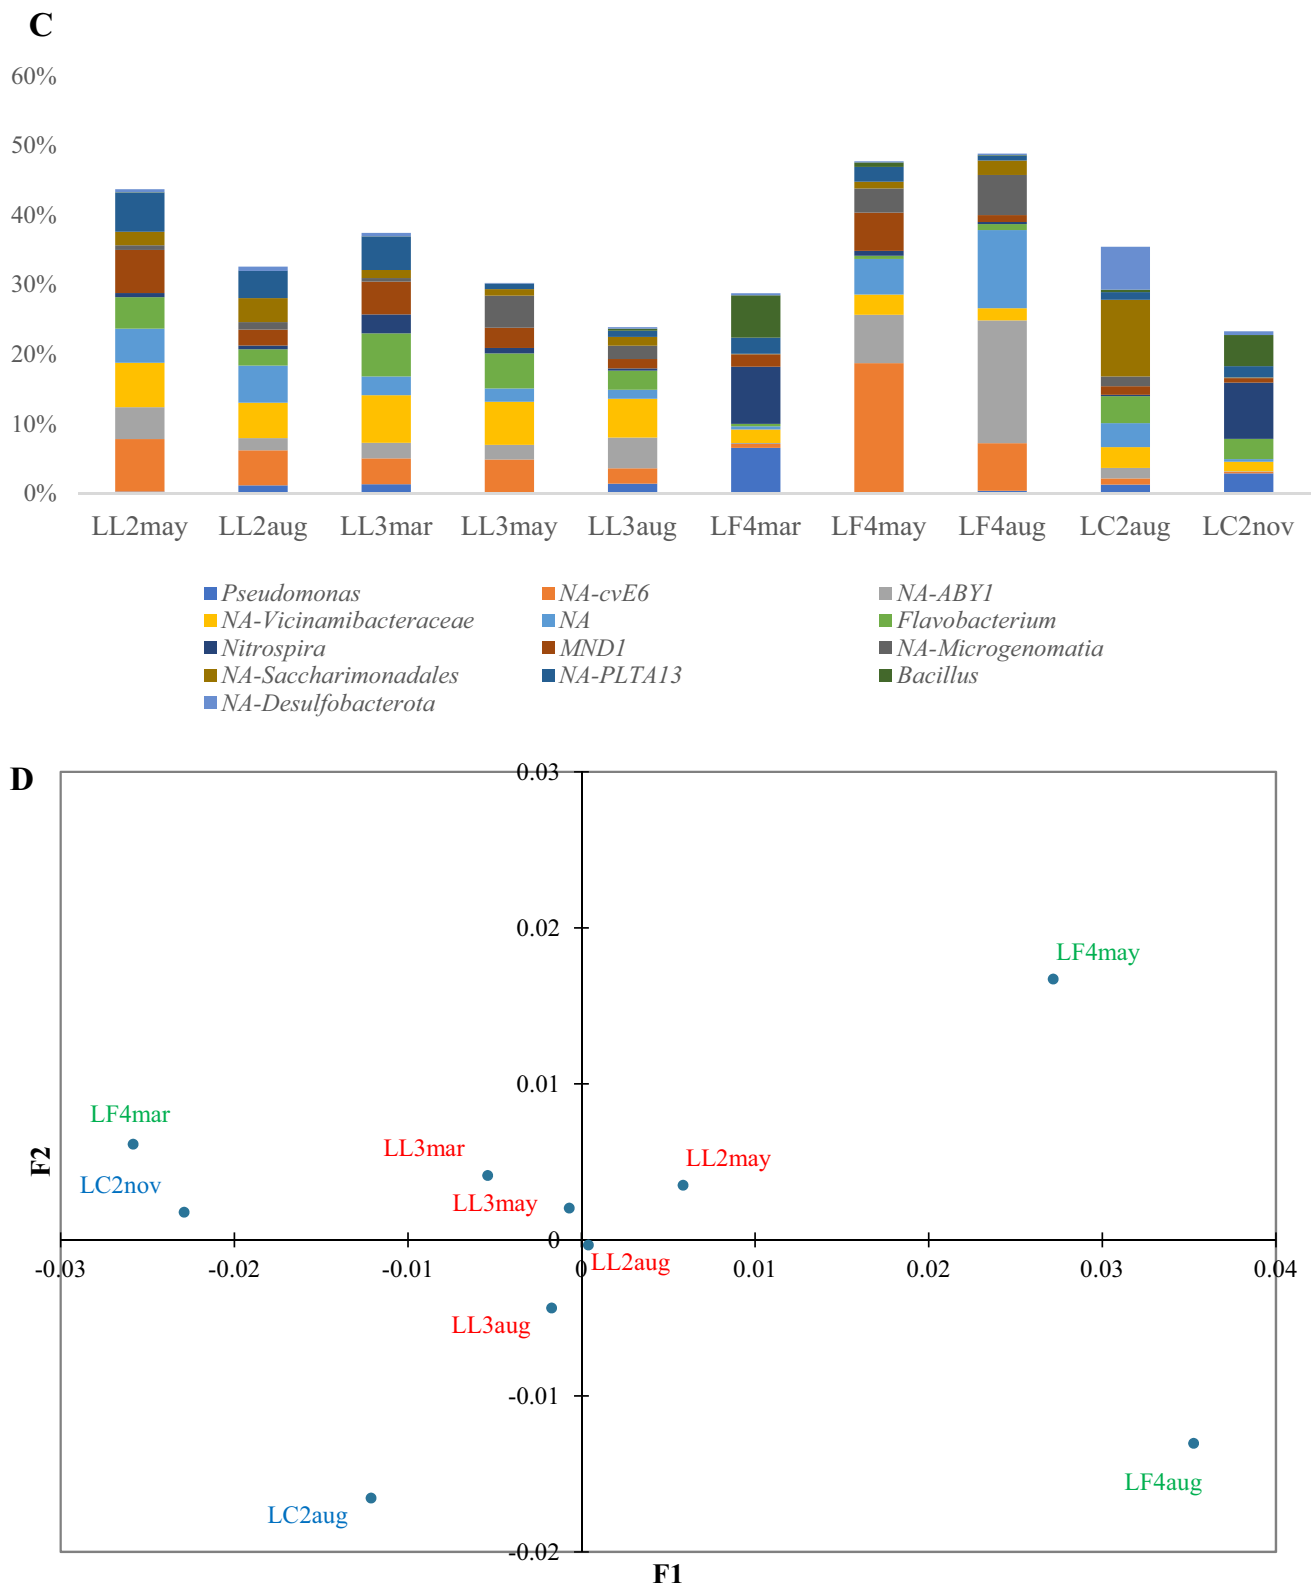 C
60%
50%
40%
30%
20%
10%
0%
LL2may LL2aug LL3mar LL3may LL3aug LF4mar LF4may LF4aug LC2aug LC2nov
Pseudomonas NA-cvE6 NA-ABY1
NA-Vicinamibacteraceae NA Flavobacterium
Nitrospira MND1 NA-Microgenomatia
NA-Saccharimonadales NA-PLTA13 Bacillus
NA-Desulfobacterota
D
0.03
0.02
LF4may
0.01
LF4mar
LL3mar
LL2may
F2
LC2nov
LL3may
0
LL2aug
-0.03 -0.02 -0.01 0 0.01 0.02 0.03 0.04
LL3aug
-0.01
LF4aug
LC2aug
-0.02
F1